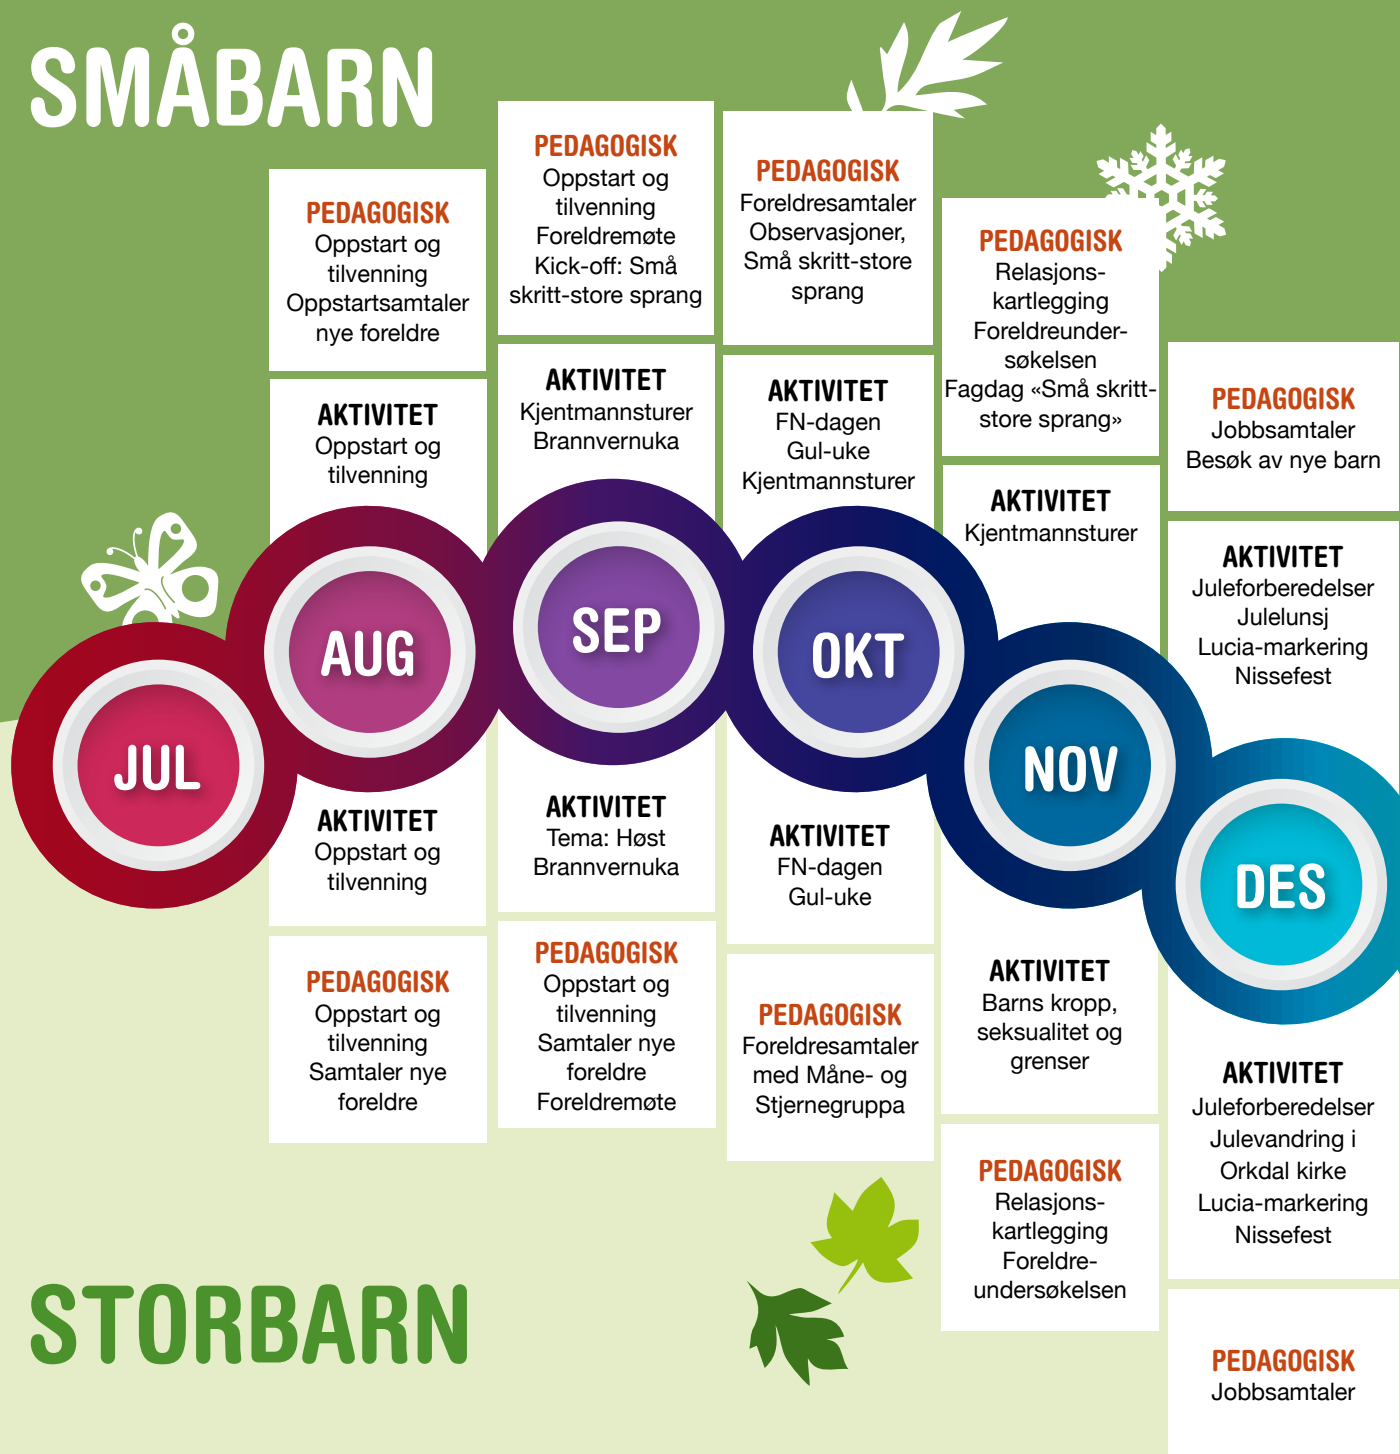 SMÅBARN
PEDAGOGISK
Oppstart og
tilvenning
Oppstartsamtaler
nye foreldre
AKTIVITET
Oppstart og
tilvenning
PEDAGOGISK
Oppstart og
tilvenning
Foreldremøte
Kick-off: Små
skritt-store sprang
AKTIVITET
Kjentmannsturer
Brannvernuka
PEDAGOGISK
Foreldresamtaler
Observasjoner,
Små skritt-store
sprang
AKTIVITET
FN-dagen
Gul-uke
Kjentmannsturer
PEDAGOGISK
Relasjons-
kartlegging
Foreldreunder-
søkelsen
Fagdag «Små skritt-
store sprang»
AKTIVITET
Kjentmannsturer
PEDAGOGISK
Jobbsamtaler
Besøk av nye barn
AKTIVITET
Juleforberedelser
Julelunsj
Lucia-markering
Nissefest
JUL
AUG
SEP
OKT
NOV
DES
AKTIVITET
Oppstart og
tilvenning
PEDAGOGISK
Oppstart og
tilvenning
Samtaler nye
foreldre
AKTIVITET
Tema: Høst
Brannvernuka
PEDAGOGISK
Oppstart og
tilvenning
Samtaler nye
foreldre
Foreldremøte
AKTIVITET
FN-dagen
Gul-uke
PEDAGOGISK
Foreldresamtaler
med Måne- og
Stjernegruppa
AKTIVITET
Barns kropp,
seksualitet og
grenser
PEDAGOGISK
Relasjons-
kartlegging
Foreldre-
undersøkelsen
AKTIVITET
Juleforberedelser
Julevandring i
Orkdal kirke
Lucia-markering
Nissefest
PEDAGOGISK
Jobbsamtaler
STORBARN